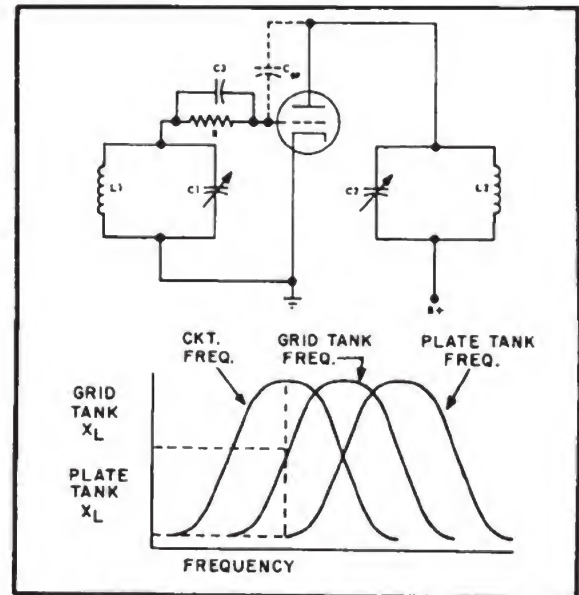 C3
C gp
R
L1
C1
C2
L2
B+
CKT.
FREQ.
GRID TANK
FREQ.
PLATE TANK
FREQ.
GRID
TANK
XL
PLATE
TANK
XL
FREQUENCY